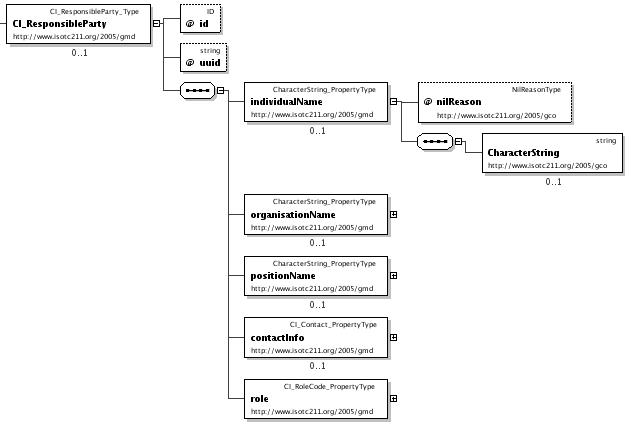 CI_ResponsibleParty_Type
CI_ResponsibleParty
http://www.isotc211.org/2005/gmd
0..1
ID
@ id
string
@ uuid
CharacterString_PropertyType
individualName
http://www.isotc211.org/2005/gmd
0..1
NilReasonType
@ nilReason
http://www.isotc211.org/2005/gco
string
CharacterString
http://www.isotc211.org/2005/gco
0..1
CharacterString_PropertyType
organisationName
http://www.isotc211.org/2005/gmd
0..1
CharacterString_PropertyType
positionName
http://www.isotc211.org/2005/gmd
0..1
CI_Contact_PropertyType
contactInfo
http://www.isotc211.org/2005/gmd
0..1
CI_RoleCode_PropertyType
role
http://www.isotc211.org/2005/gmd